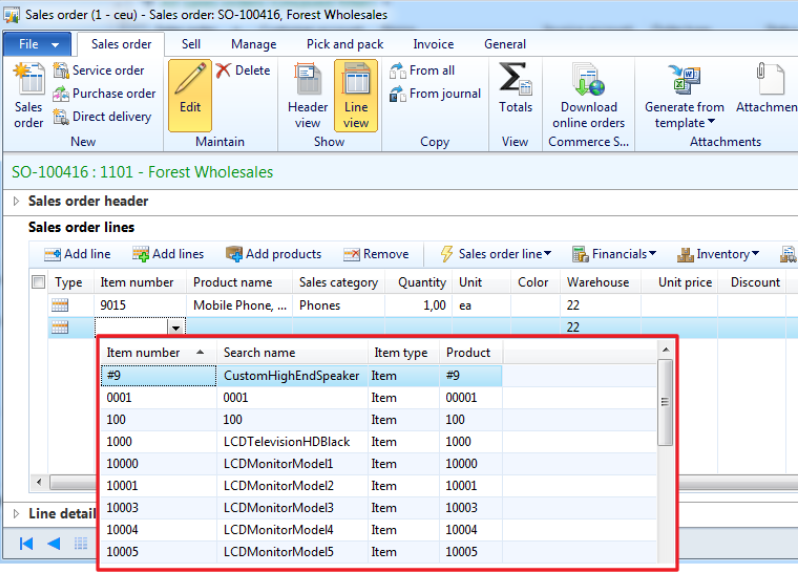 Sales order (1 - ceu) - Sales order: SO-100416, Forest Wholesales
File Sales order Sell Manage Pick and pack Invoice General
Sales order
Service order
Purchase order
Direct delivery
New
Edit
Delete
Maintain
Header view
Line view
Show
From all
From journal
Copy
Totals
View
Download online orders
Commerce S...
Generate from template
Attachmen
Attachments
SO-100416 : 1101 - Forest Wholesales
Sales order header
Sales order lines
Add line Add lines Add products Remove Sales order line Financials Inventory
Type Item number Product name Sales category Quantity Unit Color Warehouse Unit price Discount
9015 Mobile Phone, ... Phones 1,00 ea 22
22
Item number Search name Item type Product
#9 CustomHighEndSpeaker Item #9
0001 0001 Item 00001
100 100 Item 100
1000 LCDTelevisionHDBlack Item 1000
10000 LCDMonitorModel1 Item 10000
10001 LCDMonitorModel2 Item 10001
10003 LCDMonitorModel3 Item 10003
10004 LCDMonitorModel4 Item 10004
10005 LCDMonitorModel5 Item 10005
Line detail